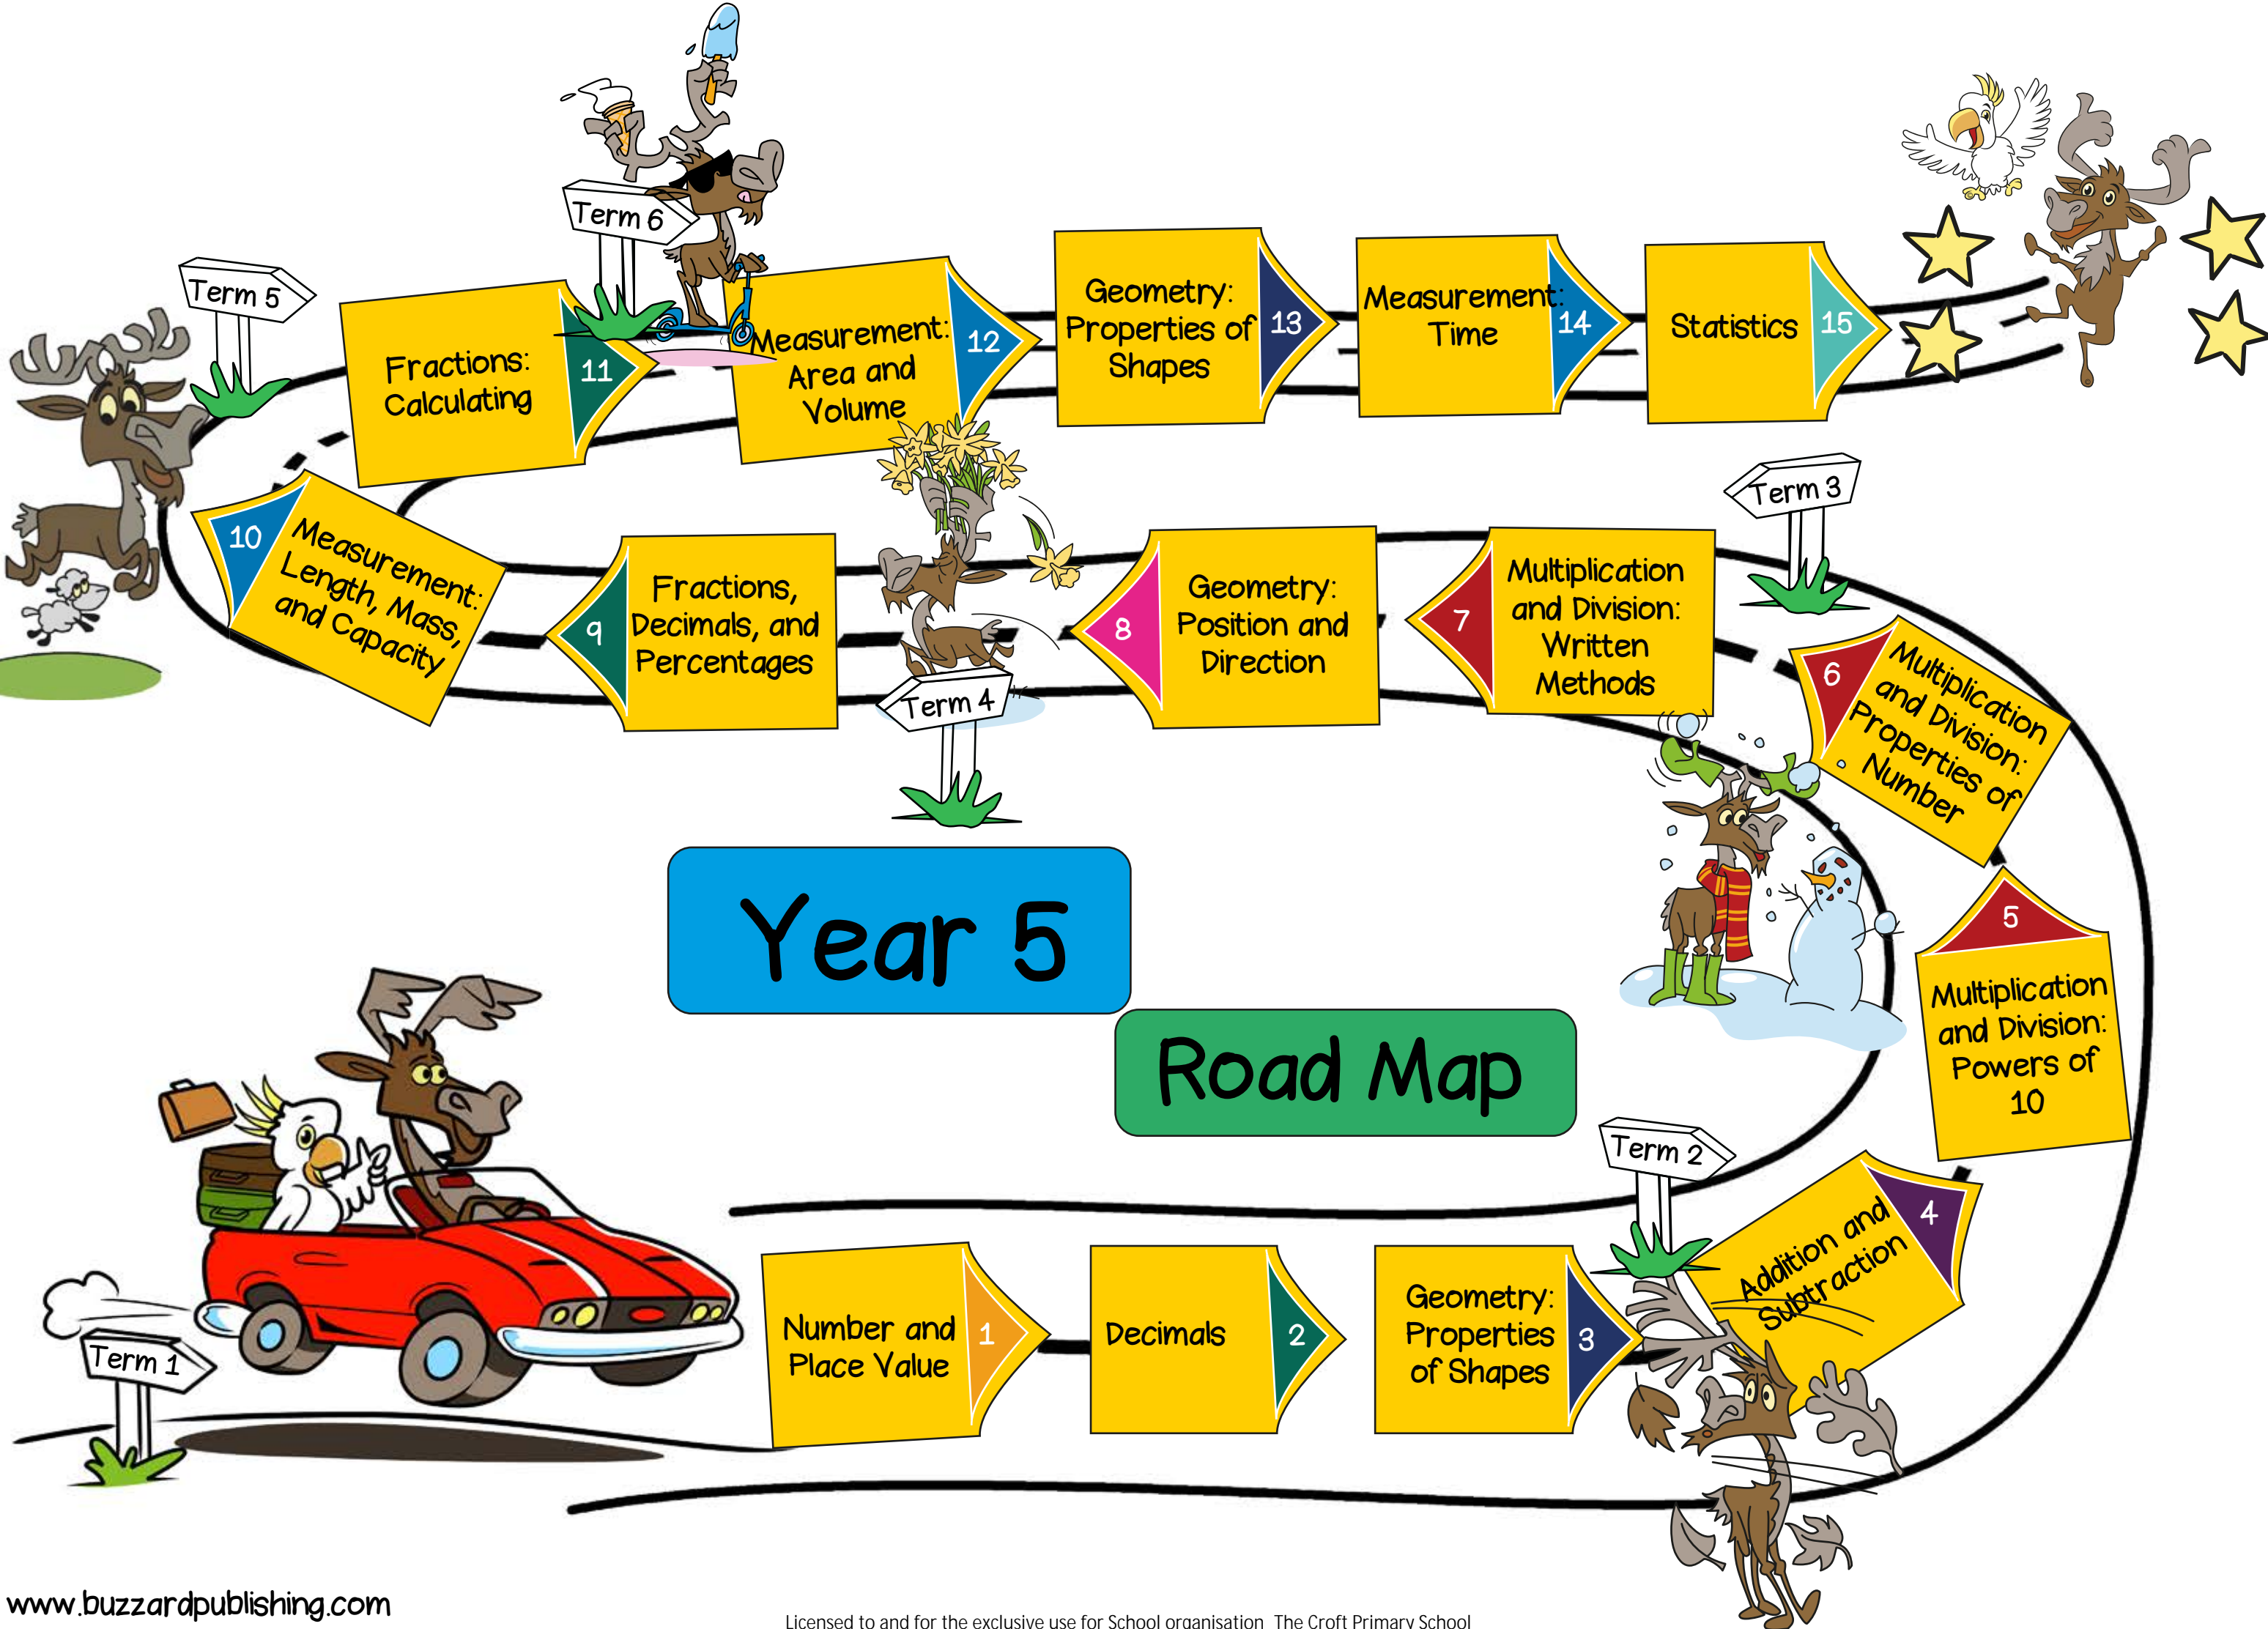 Year 5
Road Map
Term 1
Number and
Place Value
1
Decimals
2
Geometry:
Properties
of Shapes
3
Term 2
Addition and
Subtraction
4
5
Multiplication
and Division:
Powers of
10
6
Multiplication
and Division:
Properties of
Number
Term 3
7
Multiplication
and Division:
Written
Methods
8
Geometry:
Position and
Direction
Term 4
9
Fractions,
Decimals, and
Percentages
10
Measurement:
Length, Mass,
and Capacity
Term 5
Fractions:
Calculating
11
Term 6
Measurement:
Area and
Volume
12
Geometry:
Properties of
Shapes
13
Measurement:
Time
14
Statistics
15
www.buzzardpublishing.com
Licensed to and for the exclusive use for School organisation The Croft Primary School